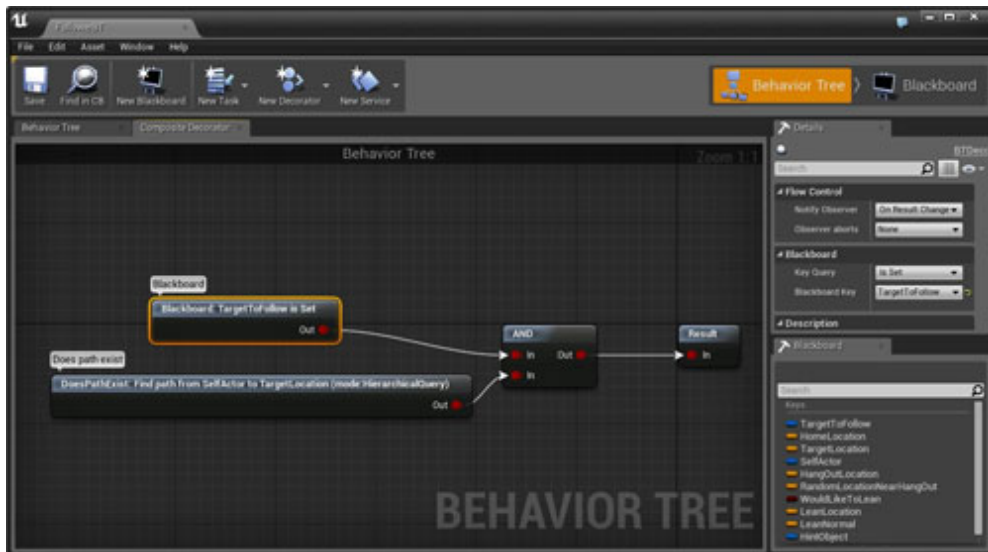 FollowerBT
File Edit Asset Window Help
Save Find in CB New Blackboard New Task New Decorator New Service
Behavior Tree Blackboard
Behavior Tree Composite Decorator
Behavior Tree
Zoom 1:1
Blackboard
Blackboard: TargetToFollow is Set
Out
Does path exist
DoesPathExist: Find path from SelfActor to TargetLocation (mode:HierarchicalQuery)
Out
AND
In Out
In
Result
In
BEHAVIOR TREE
Details
BTDeco
Search
Flow Control
Notify Observer On Result Change
Observer aborts None
Blackboard
Key Query Is Set
Blackboard Key TargetToFollow
Description
Blackboard
Search
Keys
TargetToFollow
HomeLocation
TargetLocation
SelfActor
HangOutLocation
RandomLocationNearHangOut
WouldLikeToLean
LeanLocation
LeanNormal
HintObject